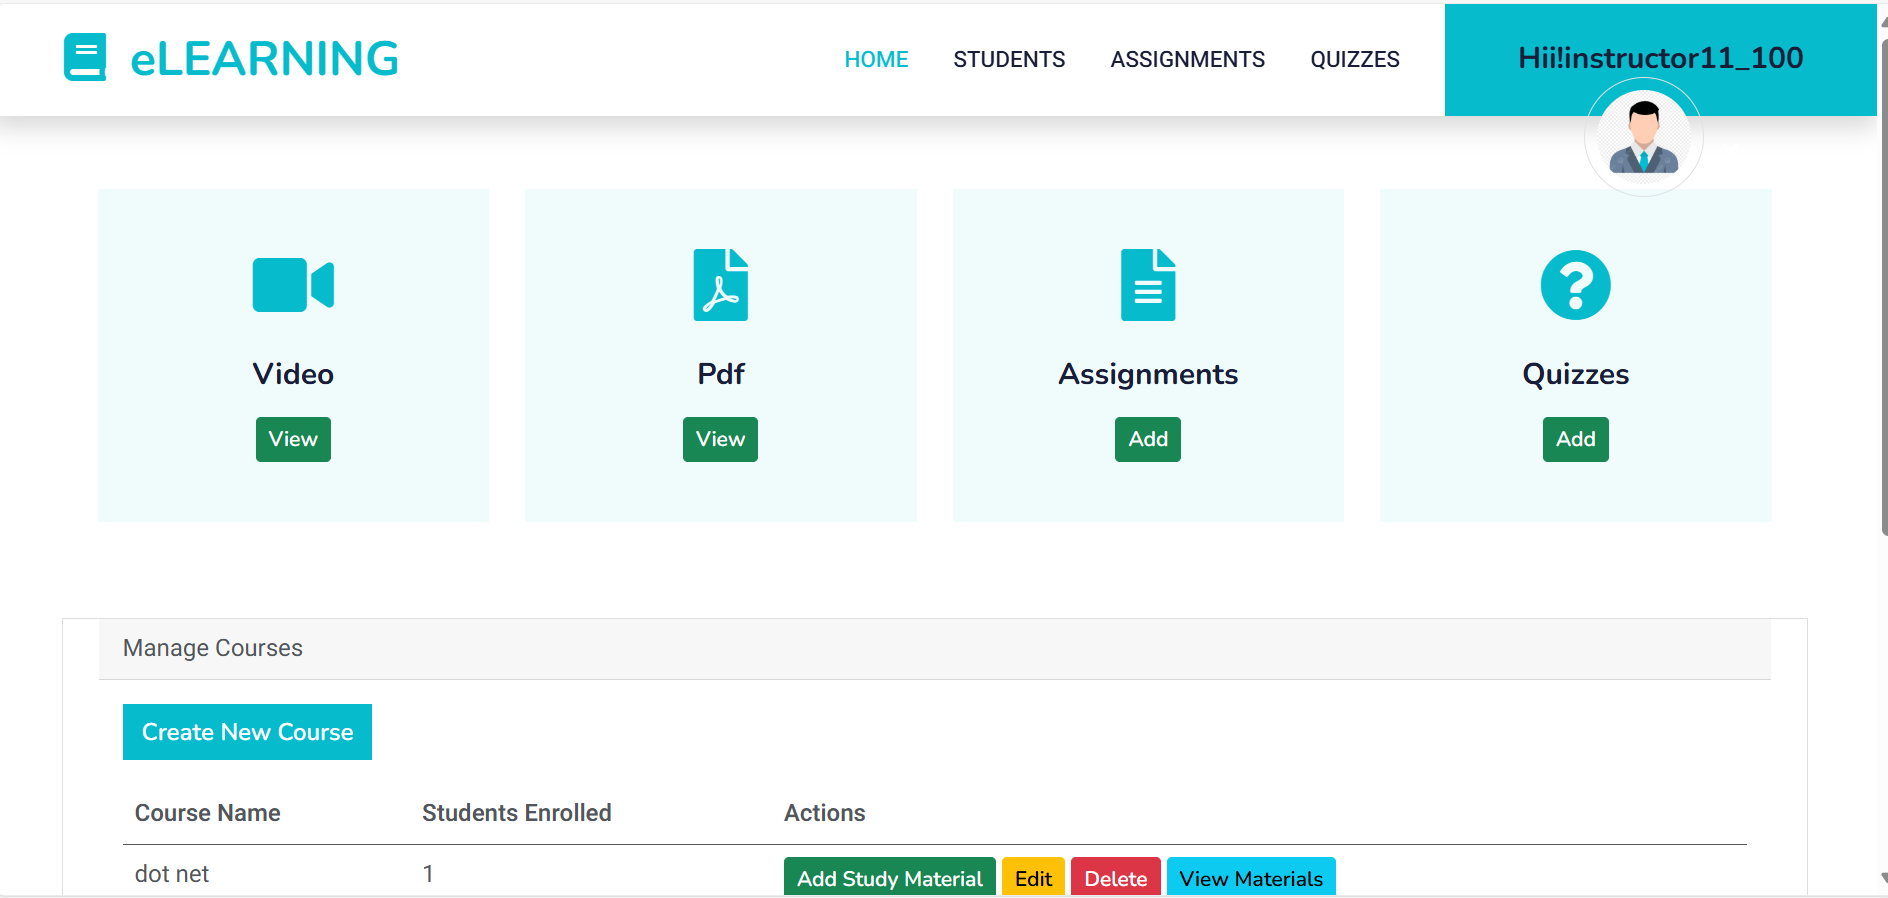 eLEARNING
HOME STUDENTS ASSIGNMENTS QUIZZES
Hii!instructor11_100
Video
View
Pdf
View
Assignments
Add
Quizzes
Add
Manage Courses
Create New Course
Course Name Students Enrolled Actions
dot net 1 Add Study Material Edit Delete View Materials